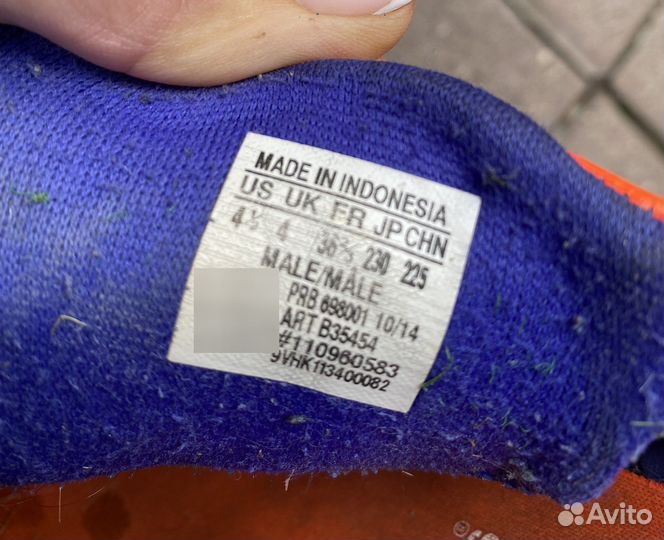 MADE IN INDONESIA
US UK FR JP CHN
4½ 4 36⅔ 230 225
MALE/MÂLE
PRB 698001 10/14
ART B35454
#110960583
9VHK113400082
Avito